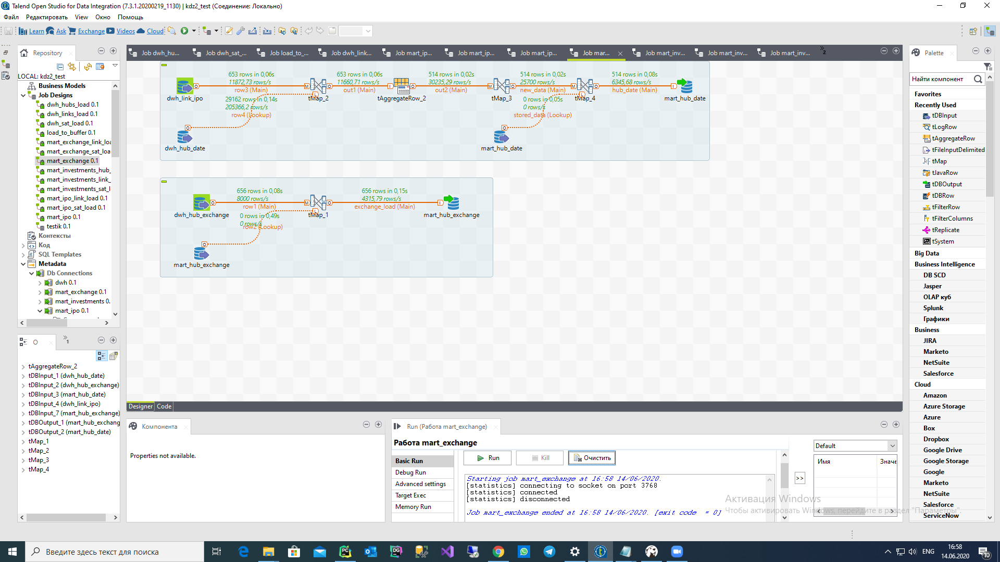 Talend Open Studio for Data Integration (7.3.1.20200219_1130) | kdz2_test (Соединение: Локально)
Файл Редактировать View Окно Помощь
Learn Ask Exchange Videos Cloud
Repository
LOCAL: kdz2_test
Business Models
Job Designs
dwh_hubs_load 0.1
dwh_links_load 0.1
dwh_sat_load 0.1
load_to_buffer 0.1
mart_exchange_link_loa
mart_exchange_sat_loa
mart_exchange 0.1
mart_investments_hub_
mart_investments_link_
mart_investments_sat_l
mart_ipo_link_load 0.1
mart_ipo_sat_load 0.1
mart_ipo 0.1
testik 0.1
Контексты
Код
SQL Templates
Metadata
Db Connections
dwh 0.1
mart_exchange 0.1
mart_investments 0.
mart_ipo 0.1
O
1
tAggregateRow_2
tDBInput_1 (dwh_hub_date)
tDBInput_2 (dwh_hub_exchange)
tDBInput_3 (mart_hub_date)
tDBInput_4 (dwh_link_ipo)
tDBInput_7 (mart_hub_exchange)
tDBOutput_1 (mart_hub_exchang
tDBOutput_2 (mart_hub_date)
tMap_1
tMap_2
tMap_3
tMap_4
Job dwh_hu... Job dwh_sat_... Job load_to_... Job dwh_link... Job mart_ip... Job mart_ip... Job mart_ip... Job mar... Job mart_inv... Job mart_inv... Job mart_inv... 2
653 rows in 0,06s 653 rows in 0,06s 514 rows in 0,02s 514 rows in 0,02s 514 rows in 0,08s
11872,73 rows/s 11660,71 rows/s 30235,29 rows/s 25700 rows/s 6345,68 rows/s
row3 (Main) out1 (Main) out2 (Main) new_data (Main) hub_date (Main)
dwh_link_ipo tMap_2 tAggregateRow_2 tMap_3 tMap_4 mart_hub_date
29162 rows in 0,14s 0 rows in 0,05s
205366,2 rows/s 0 rows/s
row4 (Lookup) stored_data (Lookup)
dwh_hub_date mart_hub_date
656 rows in 0,08s 656 rows in 0,15s
8000 rows/s 4315,79 rows/s
row1 (Main) exchange_load (Main)
dwh_hub_exchange tMap_1 mart_hub_exchange
0 rows in 0,49s
0 rows/s
row2 (Lookup)
mart_hub_exchange
Designer Code
Компонента
Properties not available.
Run (Работа mart_exchange)
Работа mart_exchange
Basic Run
Debug Run
Advanced settings
Target Exec
Memory Run
Run Kill Очистить
Starting job mart_exchange at 16:58 14/06/2020.
[statistics] connecting to socket on port 3768
[statistics] connected
[statistics] disconnected
Job mart_exchange ended at 16:58 14/06/2020. [exit code = 0]
>>
Default
Имя Значе
Активация Windows
Чтобы активировать Windows, перейдите в раздел "Параметры".
Palette
Найти компонент
Favorites
Recently Used
tDBInput
tLogRow
tAggregateRow
tFileInputDelimited
tMap
tJavaRow
tDBOutput
tDBRow
tFilterRow
tFilterColumns
tReplicate
tSystem
Big Data
Business Intelligence
DB SCD
Jasper
OLAP куб
Splunk
Графики
Business
JIRA
Marketo
NetSuite
Salesforce
Cloud
Amazon
Azure Storage
Azure
Box
Dropbox
Google Drive
Google Storage
Google
Marketo
NetSuite
Salesforce
ServiceNow
Введите здесь текст для поиска
ENG
16:58
14.06.2020
10